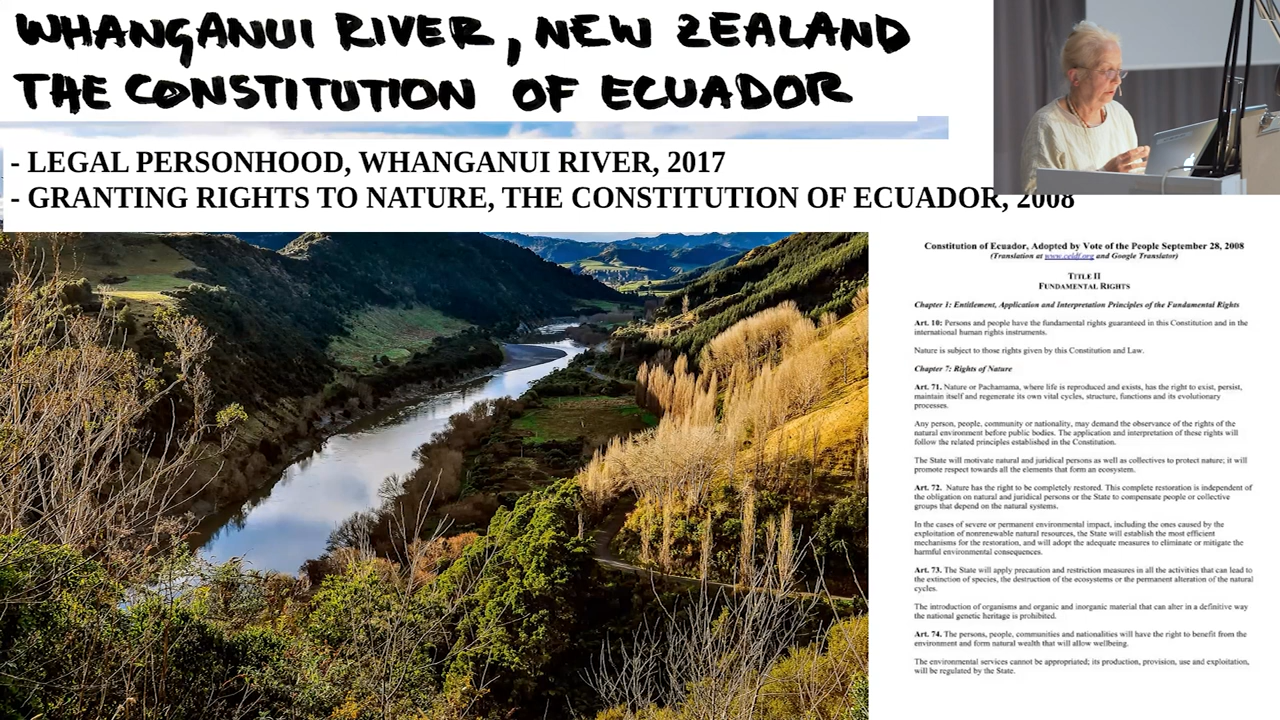 WHANGANUI RIVER, NEW ZEALAND
THE CONSTITUTION OF ECUADOR
- LEGAL PERSONHOOD, WHANGANUI RIVER, 2017
- GRANTING RIGHTS TO NATURE, THE CONSTITUTION OF ECUADOR, 2008
Constitution of Ecuador, Adopted by Vote of the People September 28, 2008
(Translation at www.celdf.org and Google Translator)
TITLE II
FUNDAMENTAL RIGHTS
Chapter 1: Entitlement, Application and Interpretation Principles of the Fundamental Rights
Art. 10: Persons and people have the fundamental rights guaranteed in this Constitution and in the
international human rights instruments.
Nature is subject to those rights given by this Constitution and Law.
Chapter 7: Rights of Nature
Art. 71. Nature or Pachamama, where life is reproduced and exists, has the right to exist, persist,
maintain itself and regenerate its own vital cycles, structure, functions and its evolutionary
processes.
Any person, people, community or nationality, may demand the observance of the rights of the
natural environment before public bodies. The application and interpretation of these rights will
follow the related principles established in the Constitution.
The State will motivate natural and juridical persons as well as collectives to protect nature; it will
promote respect towards all the elements that form an ecosystem.
Art. 72. Nature has the right to be completely restored. This complete restoration is independent of
the obligation on natural and juridical persons or the State to compensate people or collective
groups that depend on the natural systems.
In the cases of severe or permanent environmental impact, including the ones caused by the
exploitation of nonrenewable natural resources, the State will establish the most efficient
mechanisms for the restoration, and will adopt the adequate measures to eliminate or mitigate the
harmful environmental consequences.
Art. 73. The State will apply precaution and restriction measures in all the activities that can lead to
the extinction of species, the destruction of the ecosystems or the permanent alteration of the natural
cycles.
The introduction of organisms and organic and inorganic material that can alter in a definitive way
the national genetic heritage is prohibited.
Art. 74. The persons, people, communities and nationalities will have the right to benefit from the
environment and form natural wealth that will allow wellbeing.
The environmental services cannot be appropriated; its production, provision, use and exploitation,
will be regulated by the State.